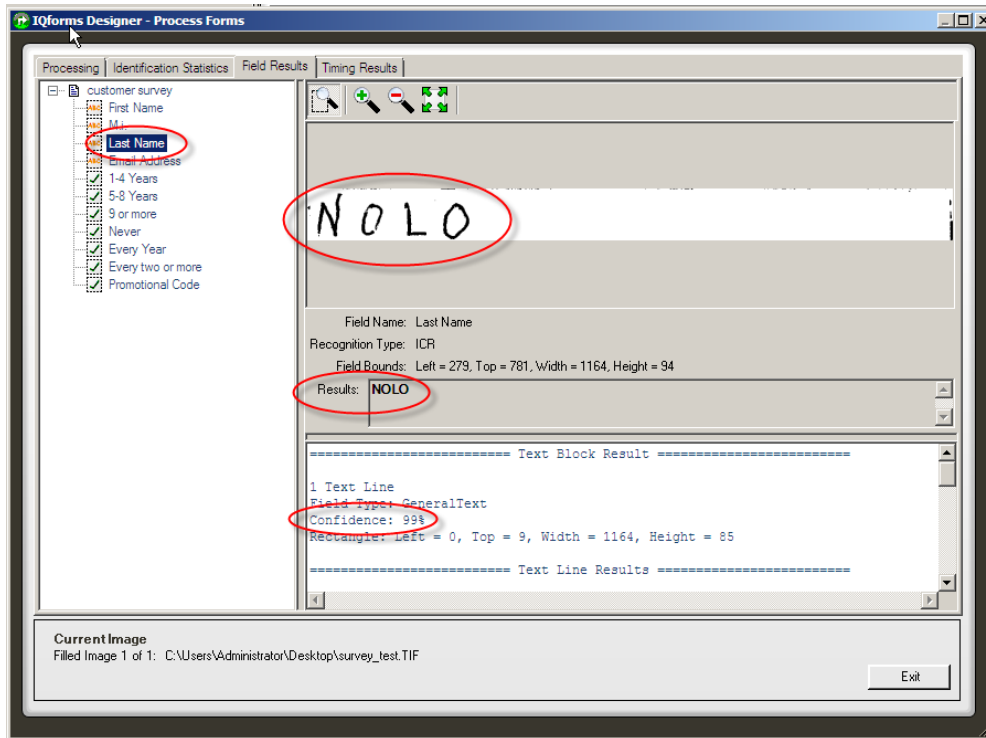 IQforms Designer - Process Forms
Processing Identification Statistics Field Results Timing Results
customer survey
First Name
M.i.
Last Name
Email Address
1-4 Years
5-8 Years
9 or more
Never
Every Year
Every two or more
Promotional Code
NOLO
Field Name: Last Name
Recognition Type: ICR
Field Bounds: Left = 279, Top = 781, Width = 1164, Height = 94
Results: NOLO
========================== Text Block Result =========================
1 Text Line
Field Type: GeneralText
Confidence: 99%
Rectangle: Left = 0, Top = 9, Width = 1164, Height = 85
========================== Text Line Results =========================
Current Image
Filled Image 1 of 1: C:\Users\Administrator\Desktop\survey_test.TIF
Exit